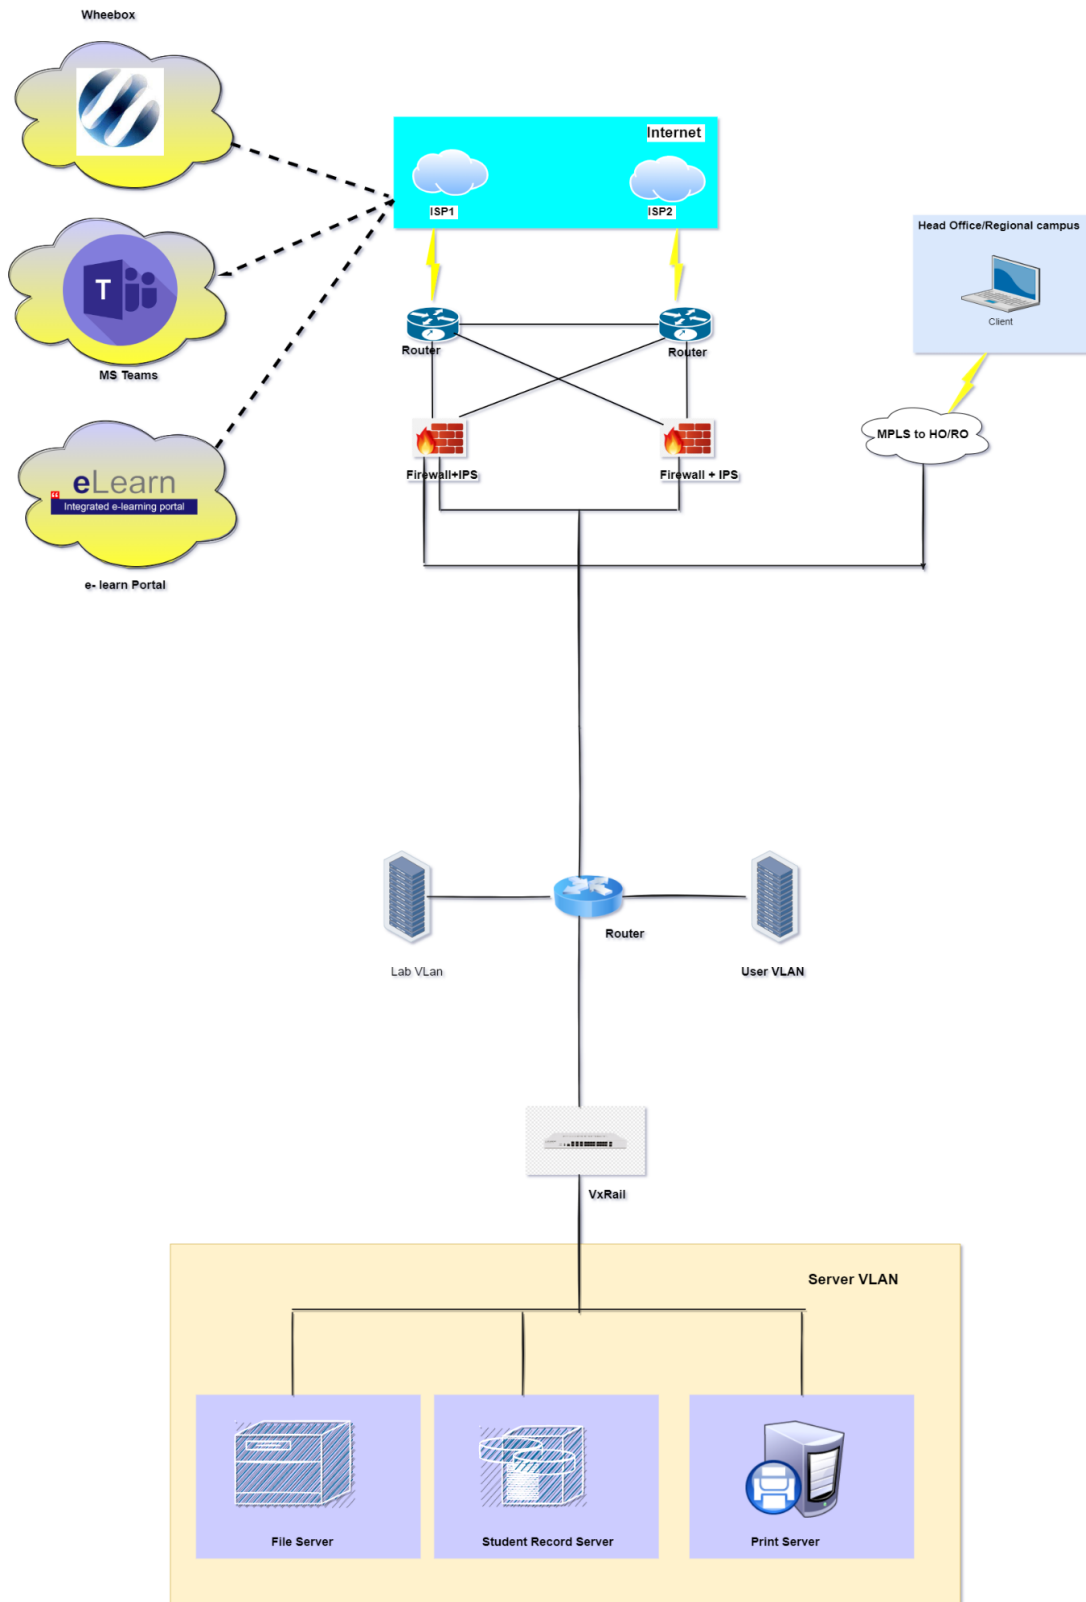 Wheebox
Internet
ISP1
ISP2
Head Office/Regional campus
Client
T
MS Teams
Router
Router
MPLS to HO/RO
Firewall+IPS
Firewall + IPS
eLearn
Integrated e-learning portal
e- learn Portal
Router
Lab VLan
User VLAN
VxRail
Server VLAN
File Server
Student Record Server
Print Server